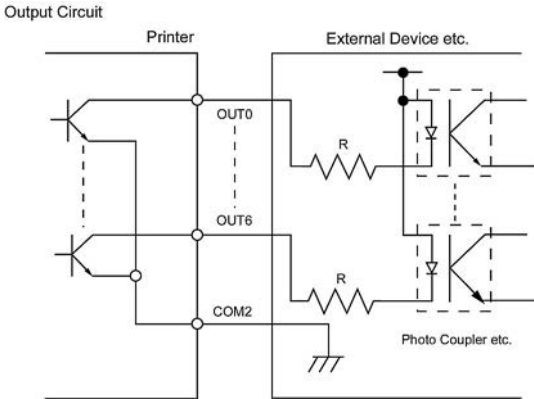 Output Circuit
Printer
External Device etc.
OUT0
R
OUT6
R
COM2
Photo Coupler etc.